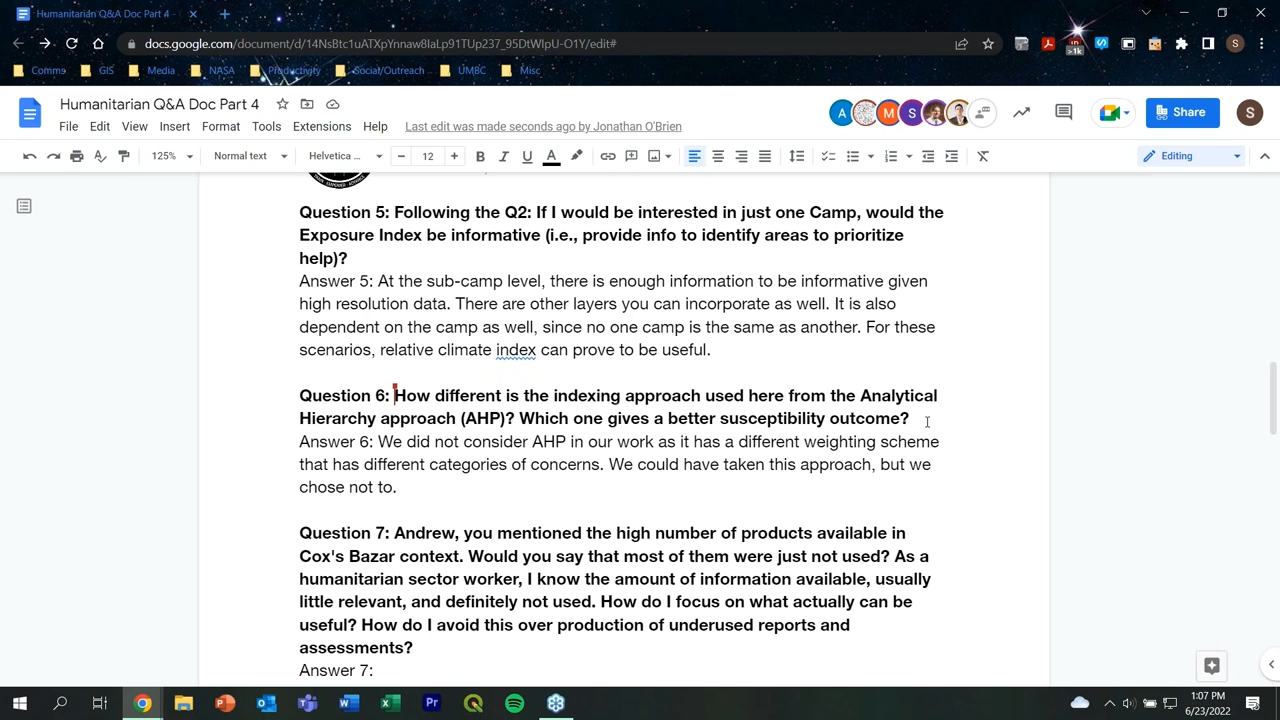 Humanitarian Q&A Doc Part 4
docs.google.com/document/d/14NsBtc1uATXpYnnaw8IaLp91TUp237_95DtWIpU-O1Y/edit#
>1k
S
Comms GIS Media NASA Productivity Social/Outreach UMBC Misc
Humanitarian Q&A Doc Part 4
A M S
Share
S
File Edit View Insert Format Tools Extensions Help Last edit was made seconds ago by Jonathan O'Brien
125% Normal text Helvetica ... 12 B I U A Editing
Question 5: Following the Q2: If I would be interested in just one Camp, would the
Exposure Index be informative (i.e., provide info to identify areas to prioritize
help)?
Answer 5: At the sub-camp level, there is enough information to be informative given
high resolution data. There are other layers you can incorporate as well. It is also
dependent on the camp as well, since no one camp is the same as another. For these
scenarios, relative climate index can prove to be useful.
Question 6: How different is the indexing approach used here from the Analytical
Hierarchy approach (AHP)? Which one gives a better susceptibility outcome?
Answer 6: We did not consider AHP in our work as it has a different weighting scheme
that has different categories of concerns. We could have taken this approach, but we
chose not to.
Question 7: Andrew, you mentioned the high number of products available in
Cox's Bazar context. Would you say that most of them were just not used? As a
humanitarian sector worker, I know the amount of information available, usually
little relevant, and definitely not used. How do I focus on what actually can be
useful? How do I avoid this over production of underused reports and
assessments?
Answer 7:
1:07 PM
6/23/2022